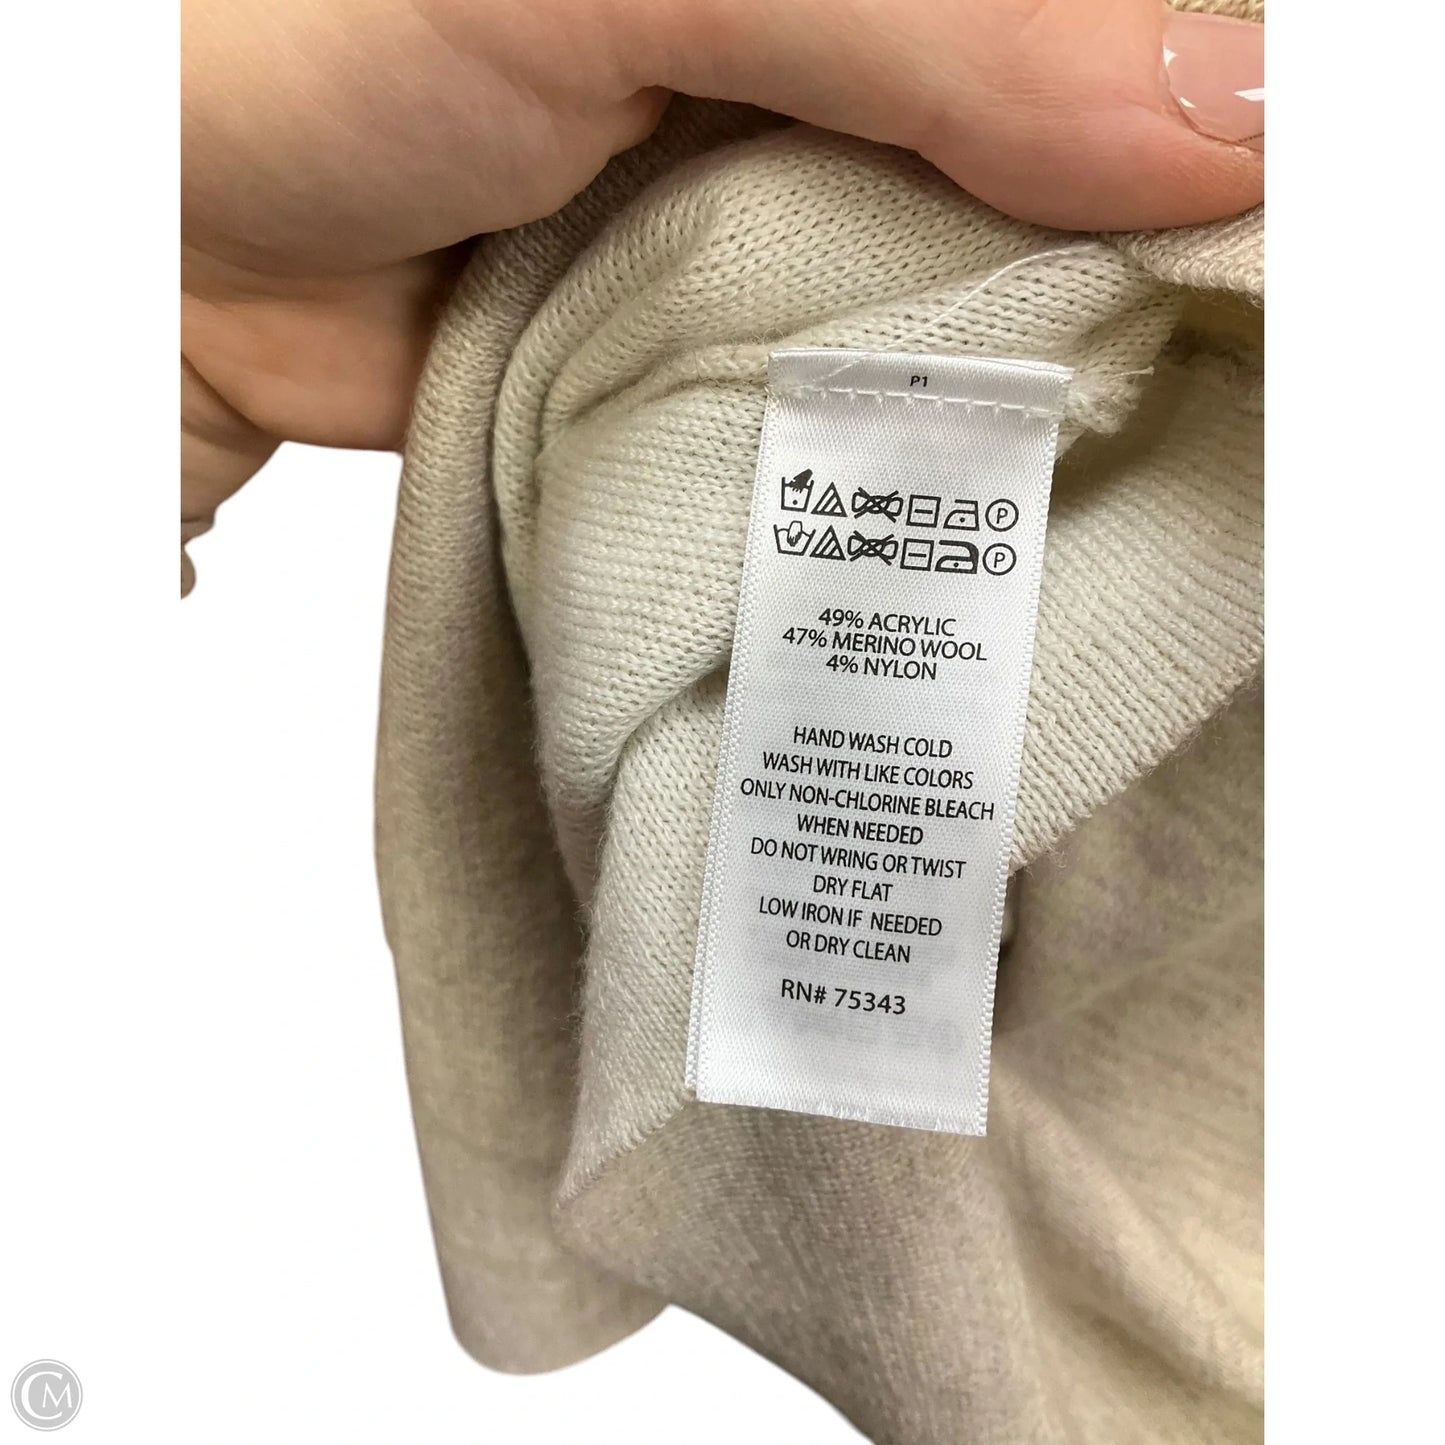 P1
P
P
49% ACRYLIC
47% MERINO WOOL
4% NYLON
HAND WASH COLD
WASH WITH LIKE COLORS
ONLY NON-CHLORINE BLEACH
WHEN NEEDED
DO NOT WRING OR TWIST
DRY FLAT
LOW IRON IF NEEDED
OR DRY CLEAN
RN# 75343
CM